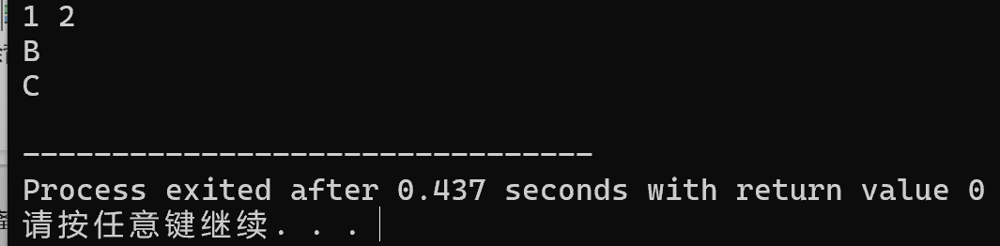 1 2
B
C
--------------------------------
Process exited after 0.437 seconds with return value 0
请按任意键继续. . .